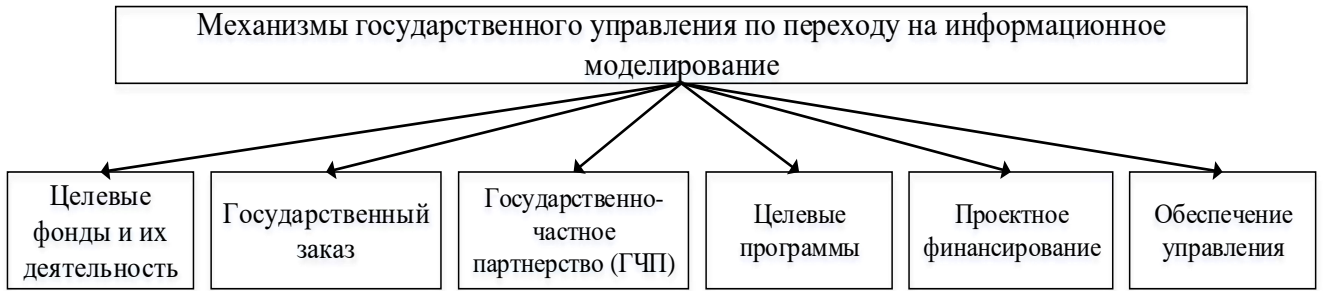 Механизмы государственного управления по переходу на информационное
моделирование
Целевые
фонды и их
деятельность
Государственный
заказ
Государственно-
частное
партнерство (ГЧП)
Целевые
программы
Проектное
финансирование
Обеспечение
управления